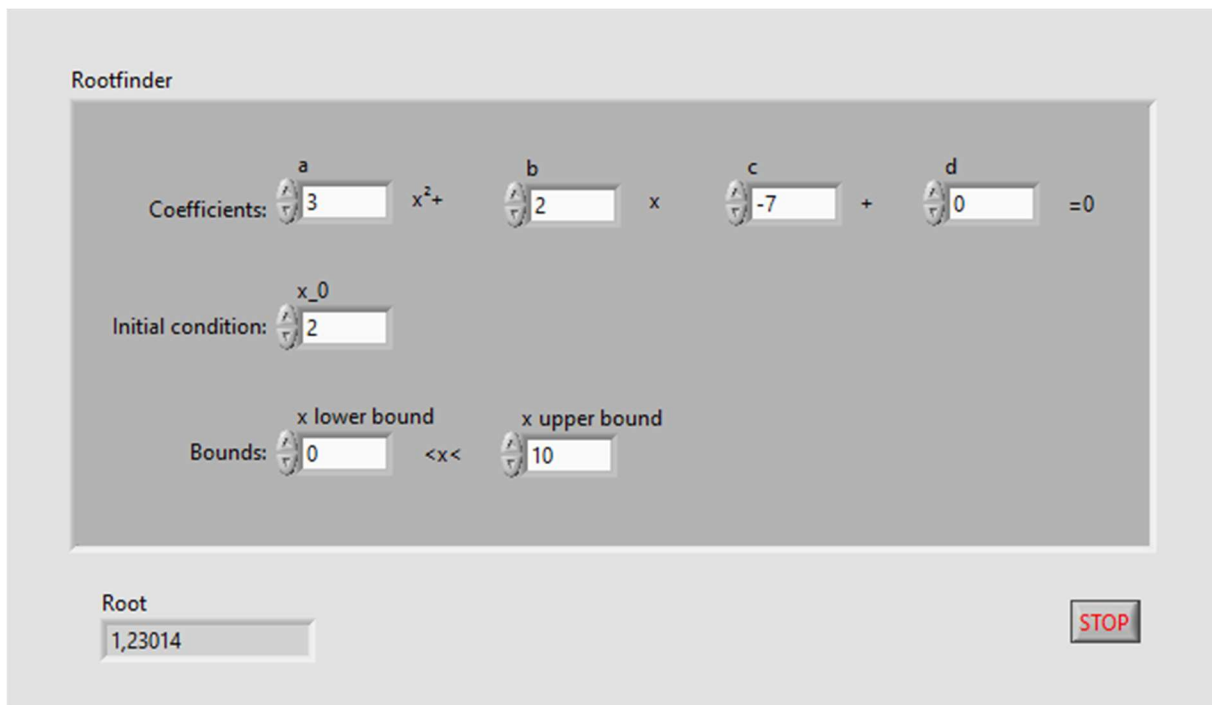 Rootfinder
a b c d
Coefficients: 3 x²+ 2 x -7 + 0 =0
x_0
Initial condition: 2
x lower bound x upper bound
Bounds: 0 <x< 10
Root
1,23014
STOP